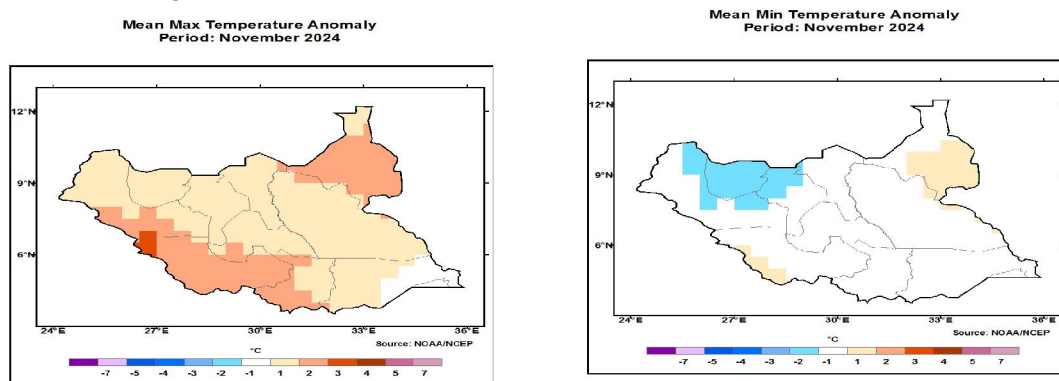 Mean Max Temperature Anomaly
Period: November 2024
12°N
9°N
6°N
24°E 27°E 30°E 33°E 36°E
Source: NOAA/NCEP
°C
-7 -5 -4 -3 -2 -1 1 2 3 4 5 7
Mean Min Temperature Anomaly
Period: November 2024
12°N
9°N
6°N
24°E 27°E 30°E 33°E 36°E
Source: NOAA/NCEP
°C
-7 -5 -4 -3 -2 -1 1 2 3 4 5 7